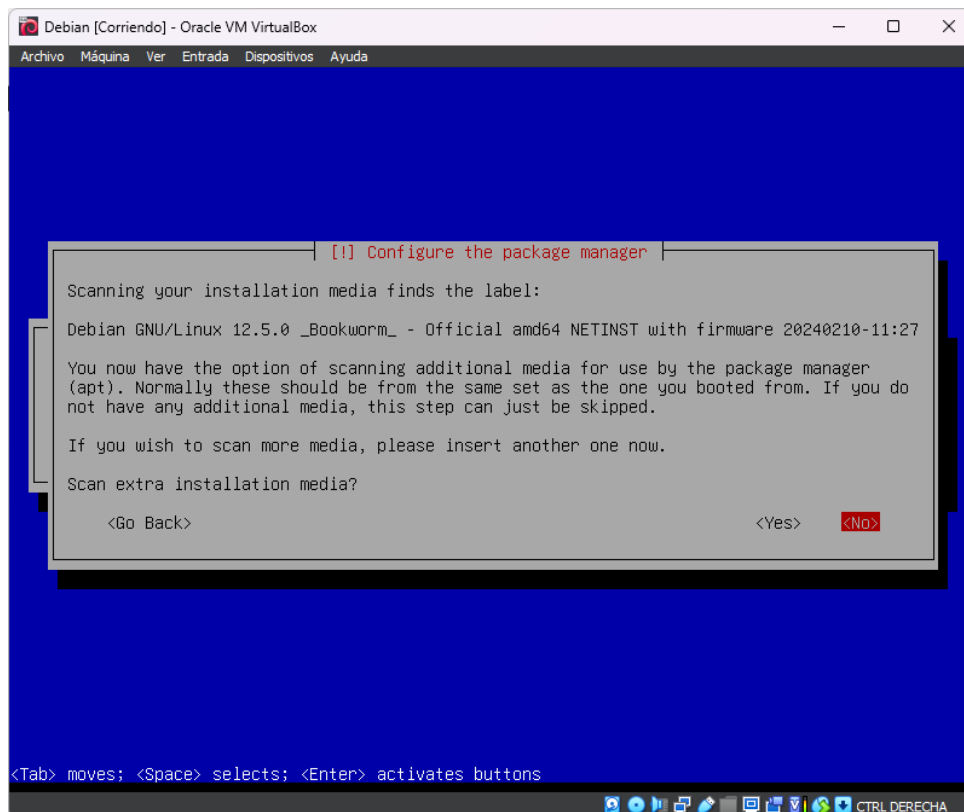 Debian [Corriendo] - Oracle VM VirtualBox
Archivo Máquina Ver Entrada Dispositivos Ayuda
[!] Configure the package manager
Scanning your installation media finds the label:
Debian GNU/Linux 12.5.0 _Bookworm_ - Official amd64 NETINST with firmware 20240210-11:27
You now have the option of scanning additional media for use by the package manager
(apt). Normally these should be from the same set as the one you booted from. If you do
not have any additional media, this step can just be skipped.
If you wish to scan more media, please insert another one now.
Scan extra installation media?
<Go Back> <Yes> <No>
<Tab> moves; <Space> selects; <Enter> activates buttons
CTRL DERECHA